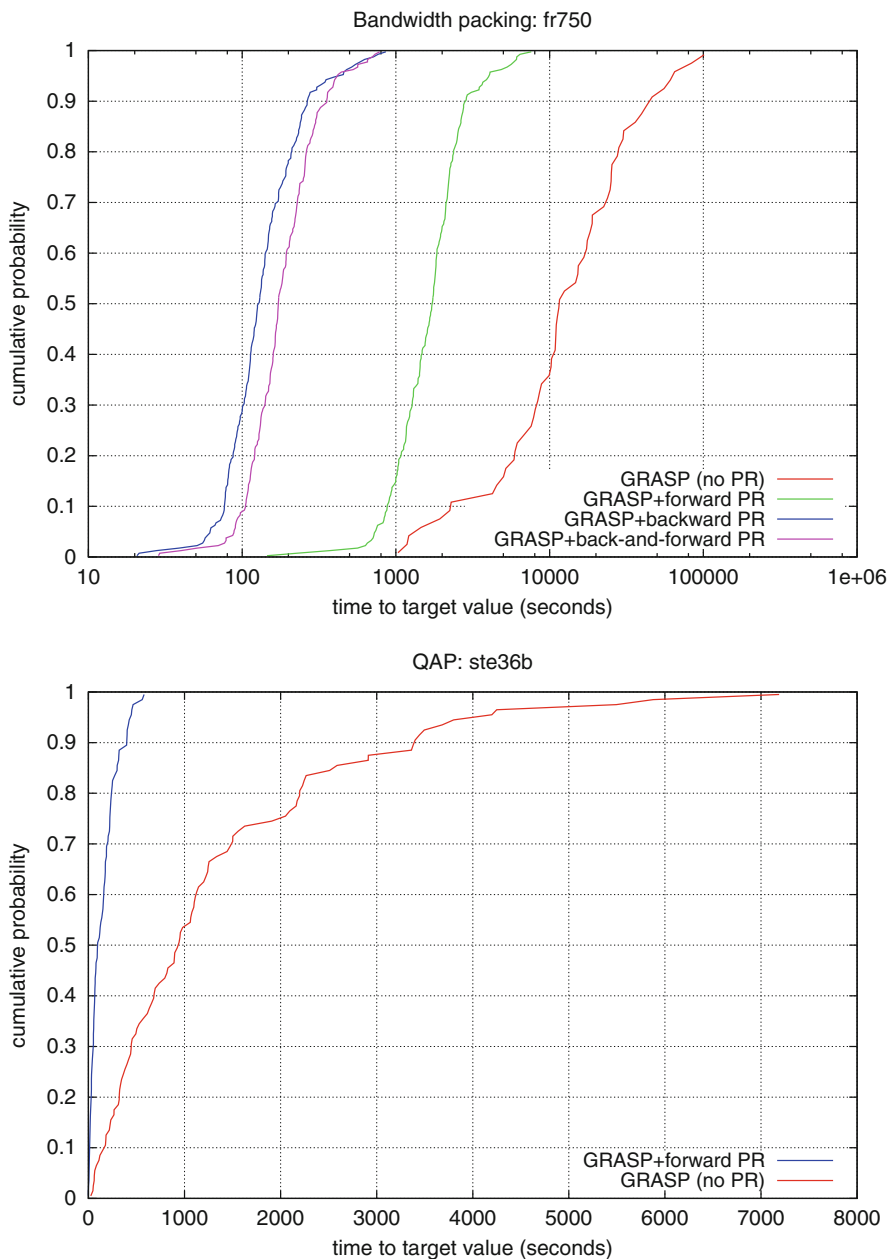 Bandwidth packing: fr750
1
0.9
0.8
0.7
0.6
0.5
0.4
0.3
0.2
0.1
0
cumulative probability
GRASP (no PR)
GRASP+forward PR
GRASP+backward PR
GRASP+back-and-forward PR
10 100 1000 10000 100000 1e+06
time to target value (seconds)
QAP: ste36b
1
0.9
0.8
0.7
0.6
0.5
0.4
0.3
0.2
0.1
0
cumulative probability
GRASP+forward PR
GRASP (no PR)
0 1000 2000 3000 4000 5000 6000 7000 8000
time to target value (seconds)